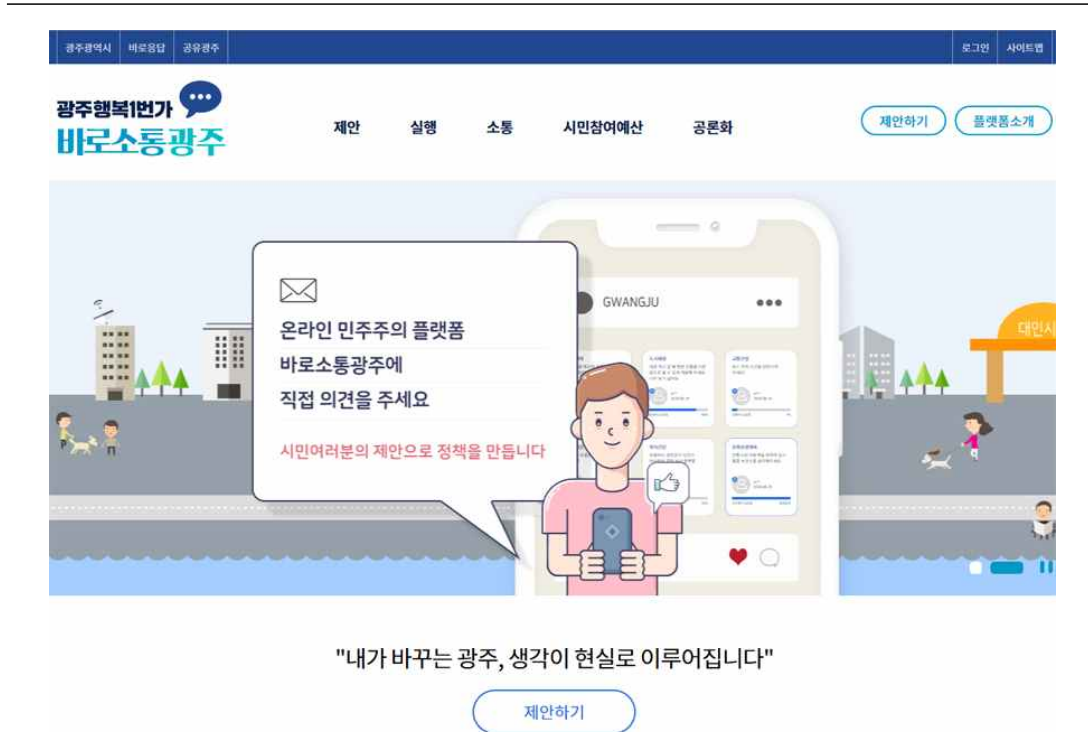 광주광역시 바로응답 공유광주
로그인 사이트맵
광주행복1번가
바로소통광주
제안 실행 소통 시민참여예산 공론화
제안하기 플랫폼소개
GWANGJU
온라인 민주주의 플랫폼
바로소통광주에
직접 의견을 주세요
시민여러분의 제안으로 정책을 만듭니다
대인시
"내가 바꾸는 광주, 생각이 현실로 이루어집니다"
제안하기